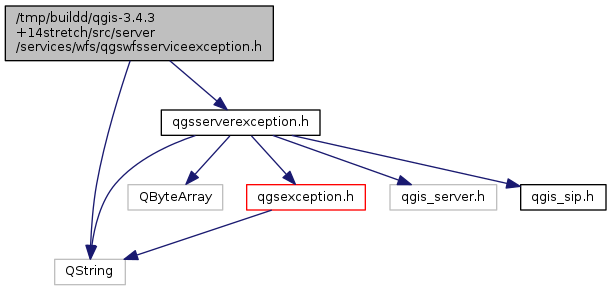 /tmp/buildd/qgis-3.4.3
+14stretch/src/server
/services/wfs/qgswfsserviceexception.h
qgsserverexception.h
QByteArray
qgsexception.h
qgis_server.h
qgis_sip.h
QString